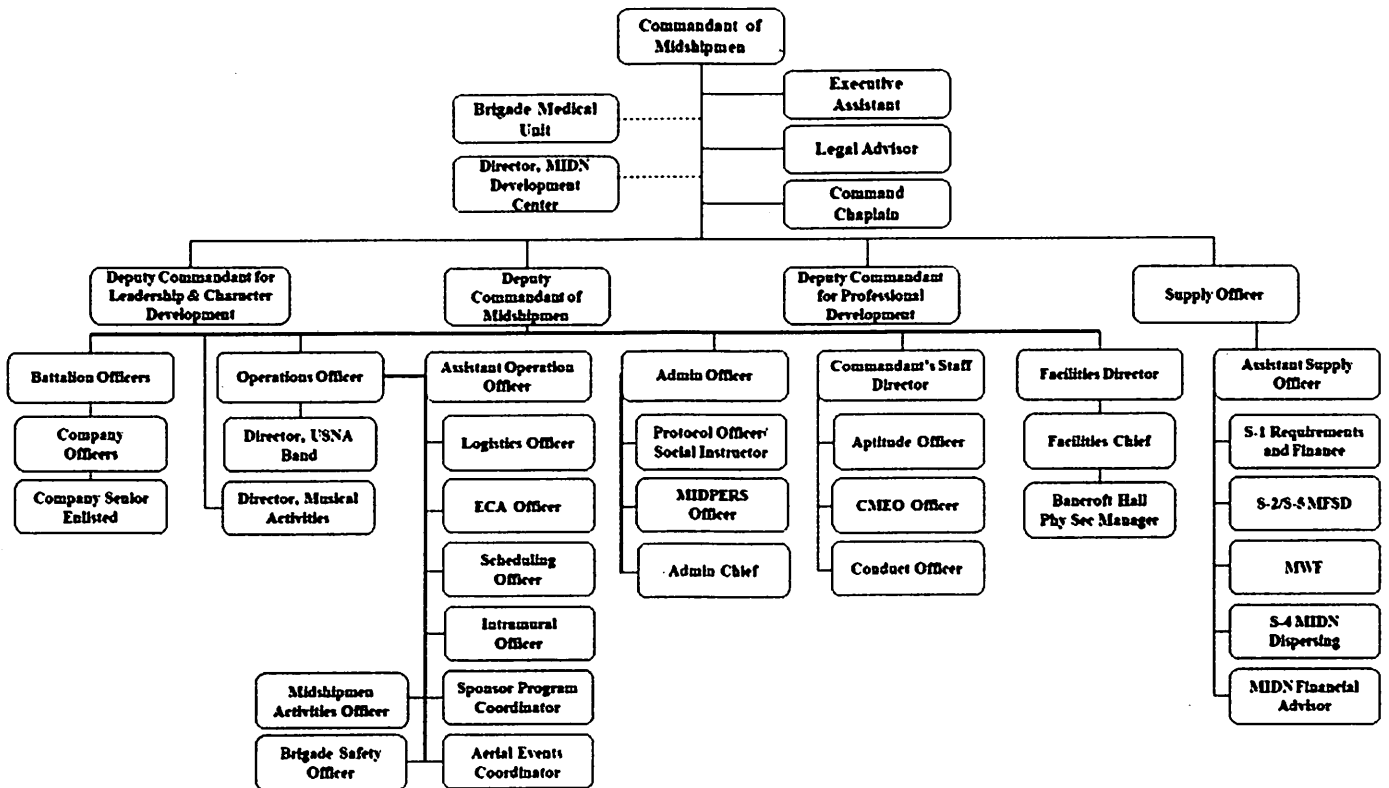 Commandant of
Midshipmen
Executive
Assistant
Brigade Medical
Unit
Legal Advisor
Director, MIDN
Development
Center
Command
Chaplain
Deputy Commandant for
Leadership & Character
Development
Deputy
Commandant of
Midshipmen
Deputy Commandant
for Professional
Development
Supply Officer
Battalion Officers
Operations Officer
Assistant Operation
Officer
Admin Officer
Commandant's Staff
Director
Facilities Director
Assistant Supply
Officer
Company
Officers
Director, USNA
Band
Logistics Officer
Protocol Officer/
Social Instructor
Aptitude Officer
Facilities Chief
S-1 Requirements
and Finance
Company Senior
Enlisted
Director, Musical
Activities
ECA Officer
MIDPERS
Officer
CMEO Officer
Bancroft Hall
Phy Sec Manager
S-2/S-5 MFSD
Scheduling
Officer
Admin Chief
Conduct Officer
MWF
Intramural
Officer
S-4 MIDN
Dispersing
Midshipmen
Activities Officer
Sponsor Program
Coordinator
MIDN Financial
Advisor
Brigade Safety
Officer
Aerial Events
Coordinator